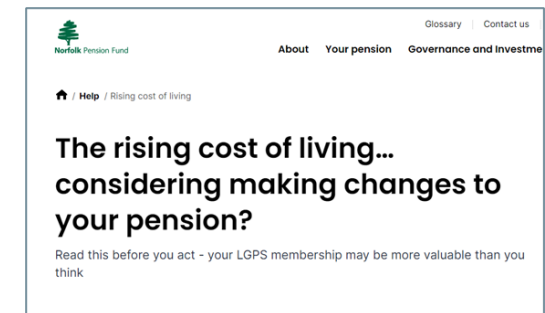 Glossary | Contact us |
Norfolk Pension Fund
About Your pension Governance and Investme
/ Help / Rising cost of living
The rising cost of living...
considering making changes to
your pension?
Read this before you act - your LGPS membership may be more valuable than you
think